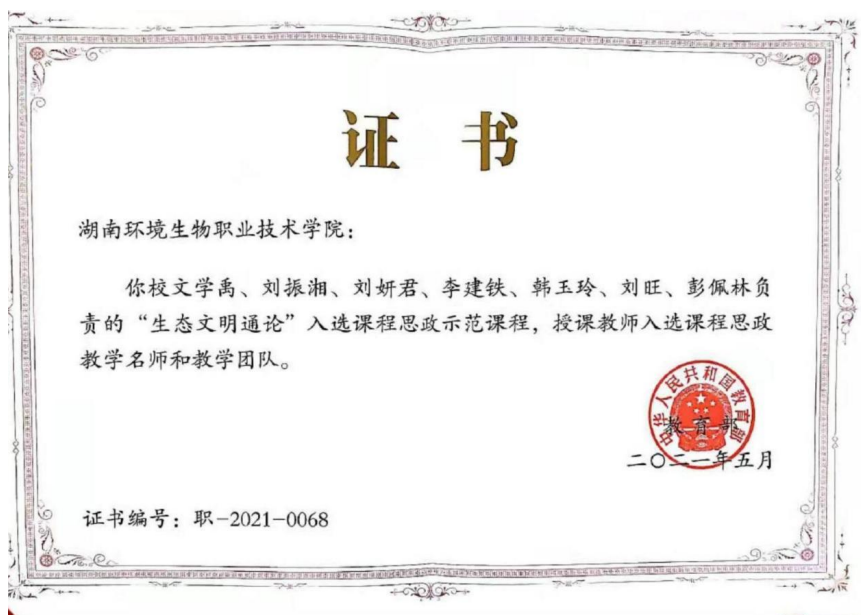 证 书
湖南环境生物职业技术学院：
你校文学禹、刘振湘、刘妍君、李建铁、韩玉玲、刘旺、彭佩林负
责的“生态文明通论”入选课程思政示范课程，授课教师入选课程思政
教学名师和教学团队。
中华人民共和国教育部
教育部
二〇二一年五月
证书编号：职-2021-0068